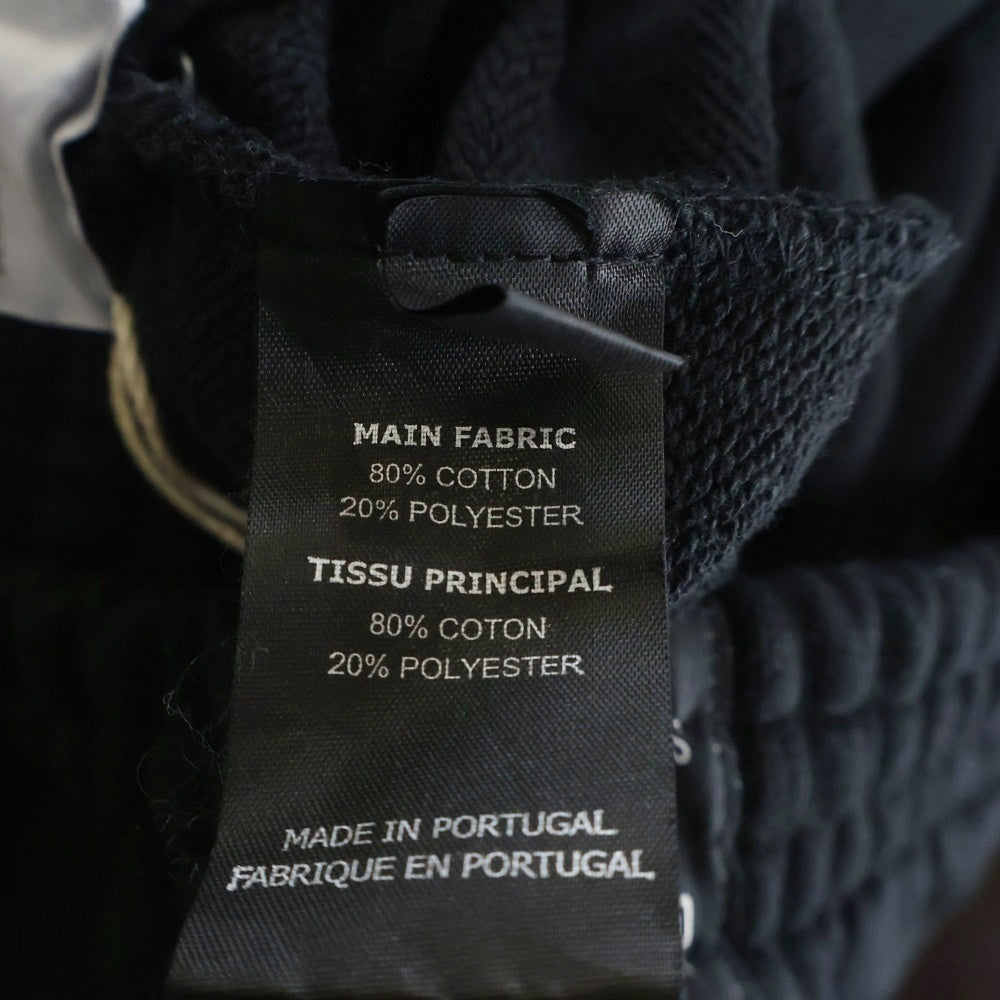 MAIN FABRIC
80% COTTON
20% POLYESTER
TISSU PRINCIPAL
80% COTON
20% POLYESTER
MADE IN PORTUGAL
FABRIQUE EN PORTUGAL